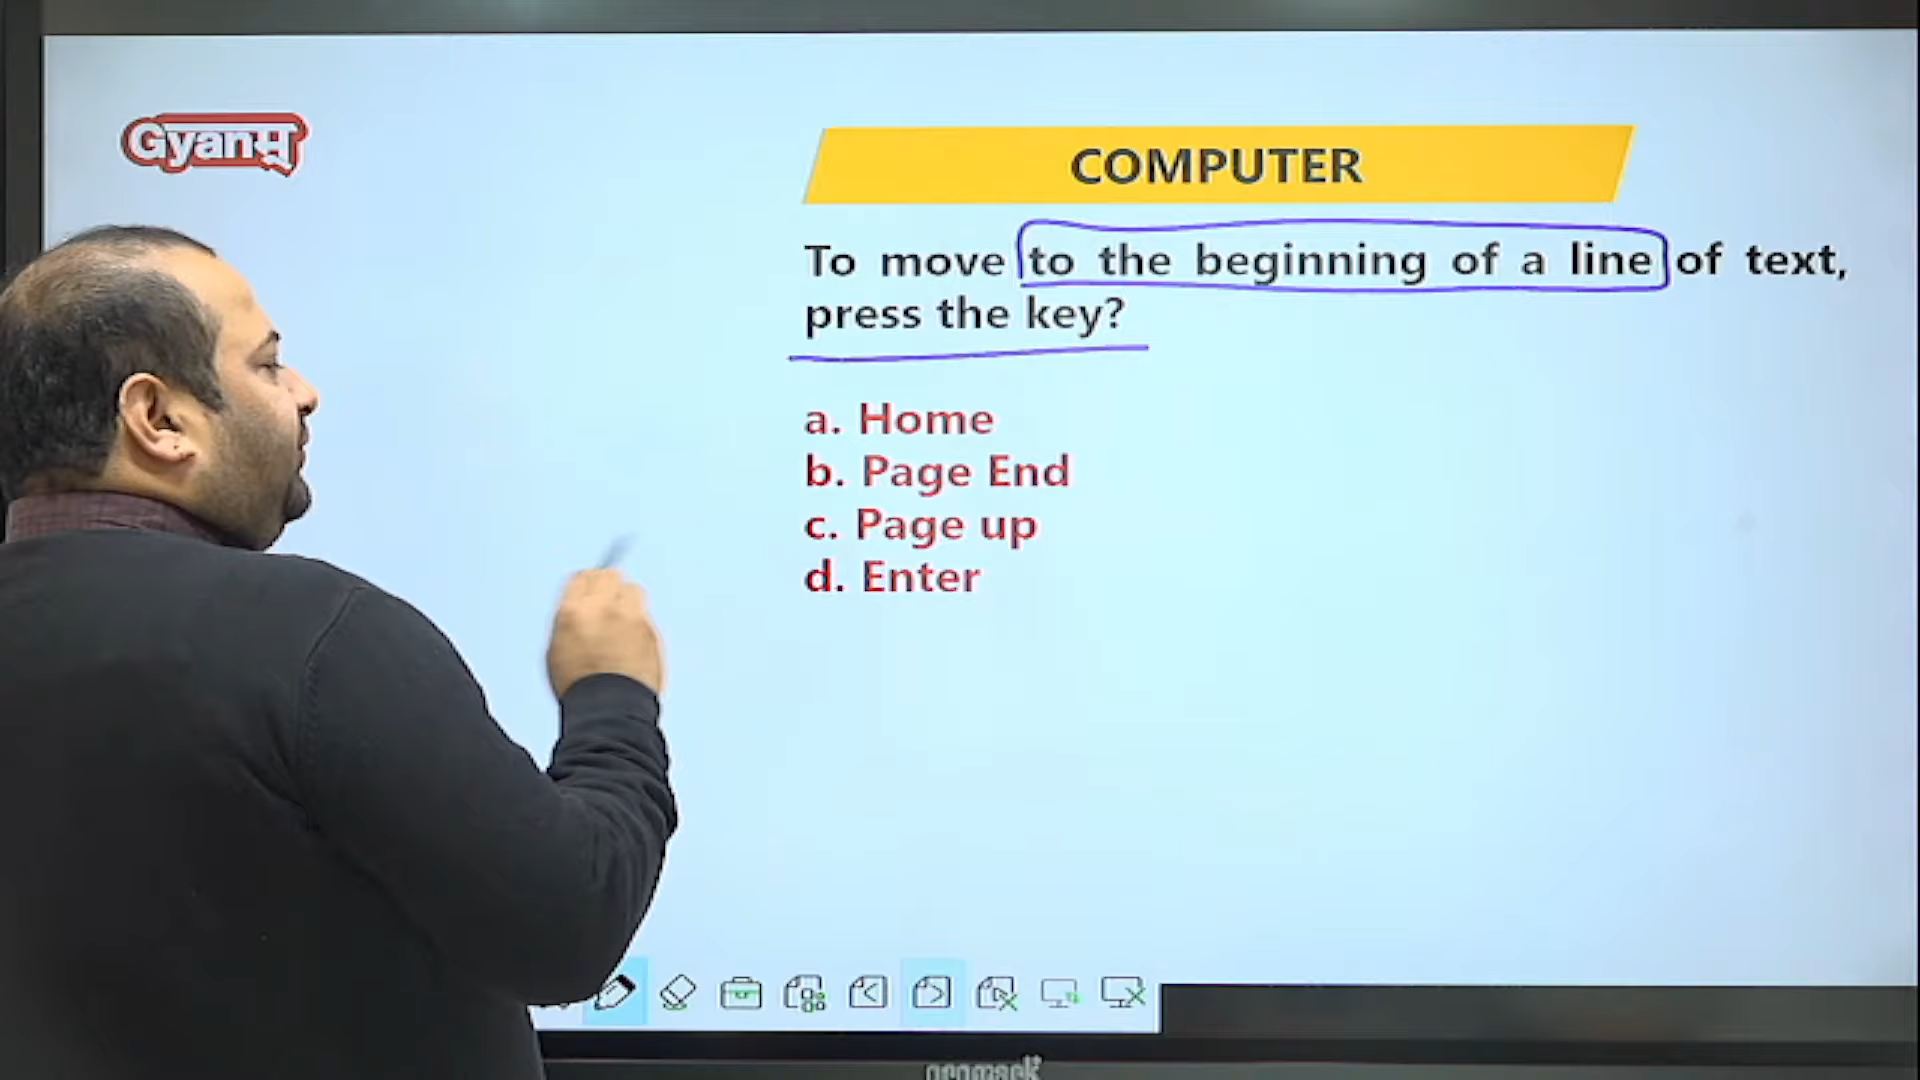 Gyanम्
COMPUTER
To move to the beginning of a line of text,
press the key?
a. Home
b. Page End
c. Page up
d. Enter